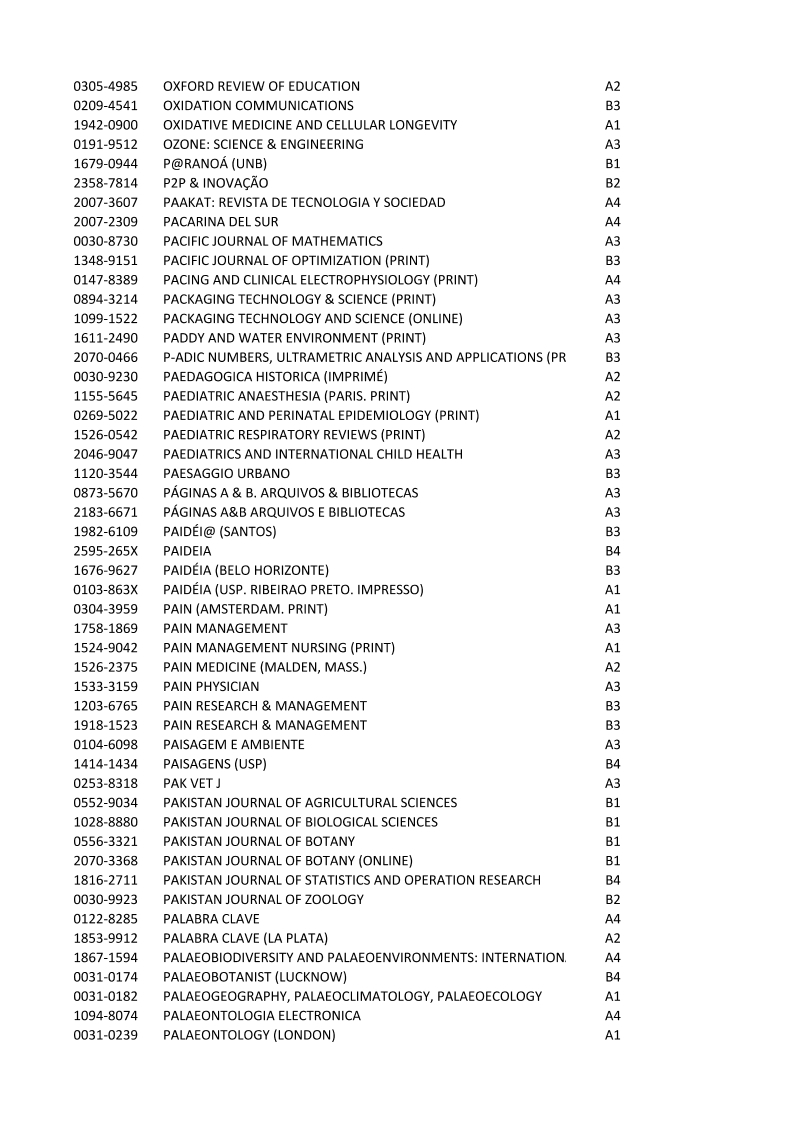 0305-4985 OXFORD REVIEW OF EDUCATION A2
0209-4541 OXIDATION COMMUNICATIONS B3
1942-0900 OXIDATIVE MEDICINE AND CELLULAR LONGEVITY A1
0191-9512 OZONE: SCIENCE & ENGINEERING A3
1679-0944 P@RANOÁ (UNB) B1
2358-7814 P2P & INOVAÇÃO B2
2007-3607 PAAKAT: REVISTA DE TECNOLOGIA Y SOCIEDAD A4
2007-2309 PACARINA DEL SUR A4
0030-8730 PACIFIC JOURNAL OF MATHEMATICS A3
1348-9151 PACIFIC JOURNAL OF OPTIMIZATION (PRINT) B3
0147-8389 PACING AND CLINICAL ELECTROPHYSIOLOGY (PRINT) A4
0894-3214 PACKAGING TECHNOLOGY & SCIENCE (PRINT) A3
1099-1522 PACKAGING TECHNOLOGY AND SCIENCE (ONLINE) A3
1611-2490 PADDY AND WATER ENVIRONMENT (PRINT) A3
2070-0466 P-ADIC NUMBERS, ULTRAMETRIC ANALYSIS AND APPLICATIONS (PR B3
0030-9230 PAEDAGOGICA HISTORICA (IMPRIMÉ) A2
1155-5645 PAEDIATRIC ANAESTHESIA (PARIS. PRINT) A2
0269-5022 PAEDIATRIC AND PERINATAL EPIDEMIOLOGY (PRINT) A1
1526-0542 PAEDIATRIC RESPIRATORY REVIEWS (PRINT) A2
2046-9047 PAEDIATRICS AND INTERNATIONAL CHILD HEALTH A3
1120-3544 PAESAGGIO URBANO B3
0873-5670 PÁGINAS A & B. ARQUIVOS & BIBLIOTECAS A3
2183-6671 PÁGINAS A&B ARQUIVOS E BIBLIOTECAS A3
1982-6109 PAIDÉI@ (SANTOS) B3
2595-265X PAIDEIA B4
1676-9627 PAIDÉIA (BELO HORIZONTE) B3
0103-863X PAIDÉIA (USP. RIBEIRAO PRETO. IMPRESSO) A1
0304-3959 PAIN (AMSTERDAM. PRINT) A1
1758-1869 PAIN MANAGEMENT A3
1524-9042 PAIN MANAGEMENT NURSING (PRINT) A1
1526-2375 PAIN MEDICINE (MALDEN, MASS.) A2
1533-3159 PAIN PHYSICIAN A3
1203-6765 PAIN RESEARCH & MANAGEMENT B3
1918-1523 PAIN RESEARCH & MANAGEMENT B3
0104-6098 PAISAGEM E AMBIENTE A3
1414-1434 PAISAGENS (USP) B4
0253-8318 PAK VET J A3
0552-9034 PAKISTAN JOURNAL OF AGRICULTURAL SCIENCES B1
1028-8880 PAKISTAN JOURNAL OF BIOLOGICAL SCIENCES B1
0556-3321 PAKISTAN JOURNAL OF BOTANY B1
2070-3368 PAKISTAN JOURNAL OF BOTANY (ONLINE) B1
1816-2711 PAKISTAN JOURNAL OF STATISTICS AND OPERATION RESEARCH B4
0030-9923 PAKISTAN JOURNAL OF ZOOLOGY B2
0122-8285 PALABRA CLAVE A4
1853-9912 PALABRA CLAVE (LA PLATA) A2
1867-1594 PALAEOBIODIVERSITY AND PALAEOENVIRONMENTS: INTERNATION A4
0031-0174 PALAEOBOTANIST (LUCKNOW) B4
0031-0182 PALAEOGEOGRAPHY, PALAEOCLIMATOLOGY, PALAEOECOLOGY A1
1094-8074 PALAEONTOLOGIA ELECTRONICA A4
0031-0239 PALAEONTOLOGY (LONDON) A1